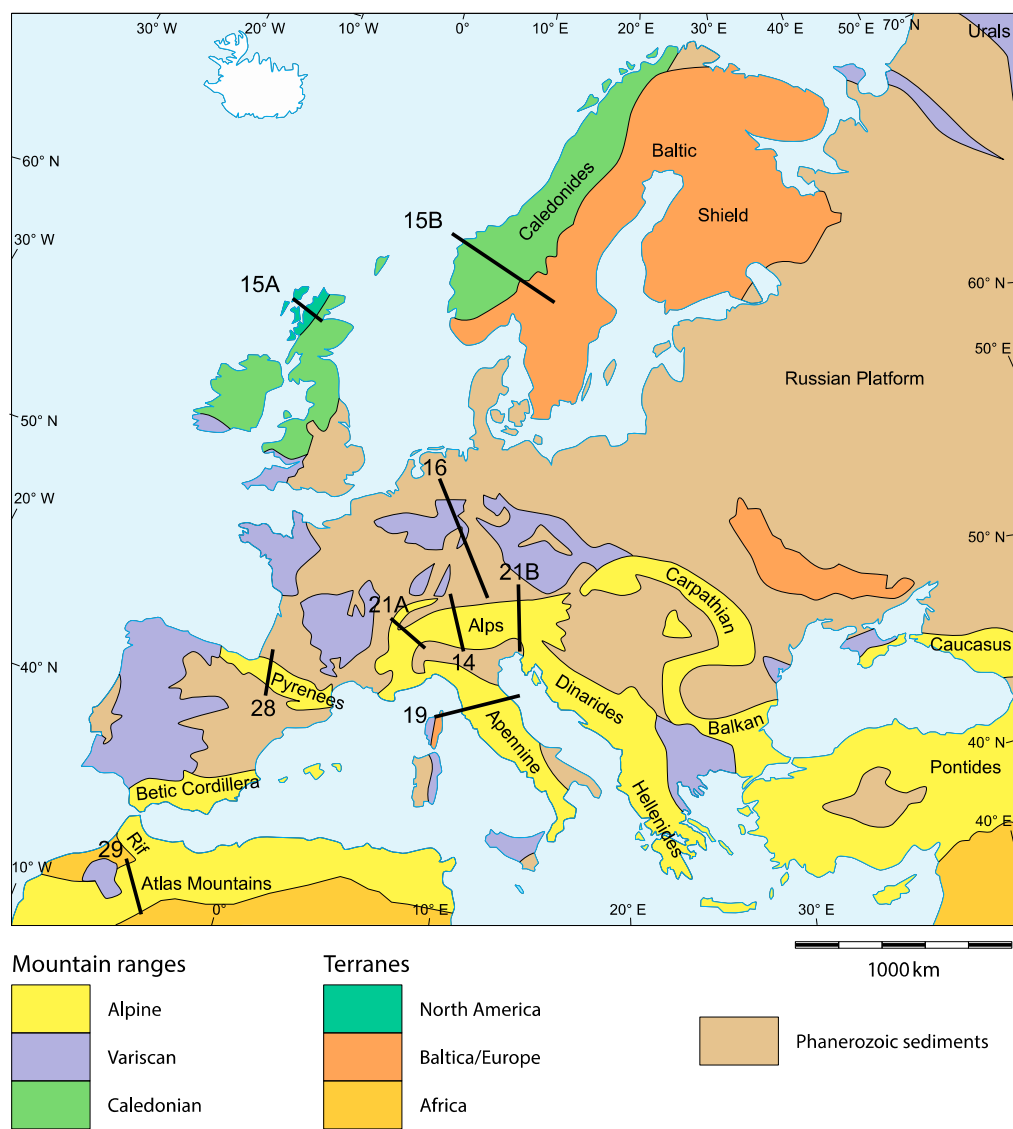 30° W
20° W
10° W
0°
10° E
20° E
30° E
40° E
50° E
70° N
Urals
60° N
Baltic
Caledonides
15B
Shield
30° W
15A
60° N
50° E
Russian Platform
50° N
16
20° W
50° N
21B
Carpathian
21A
Alps
Caucasus
40° N
14
Pyrenees
Dinarides
28
19
Apennine
Balkan
40° N
Pontides
Betic Cordillera
Hellenides
40° E
Rif
29
10° W
Atlas Mountains
0°
10° E
20° E
30° E
Mountain ranges
Terranes
1000 km
Alpine
North America
Variscan
Baltica/Europe
Phanerozoic sediments
Caledonian
Africa